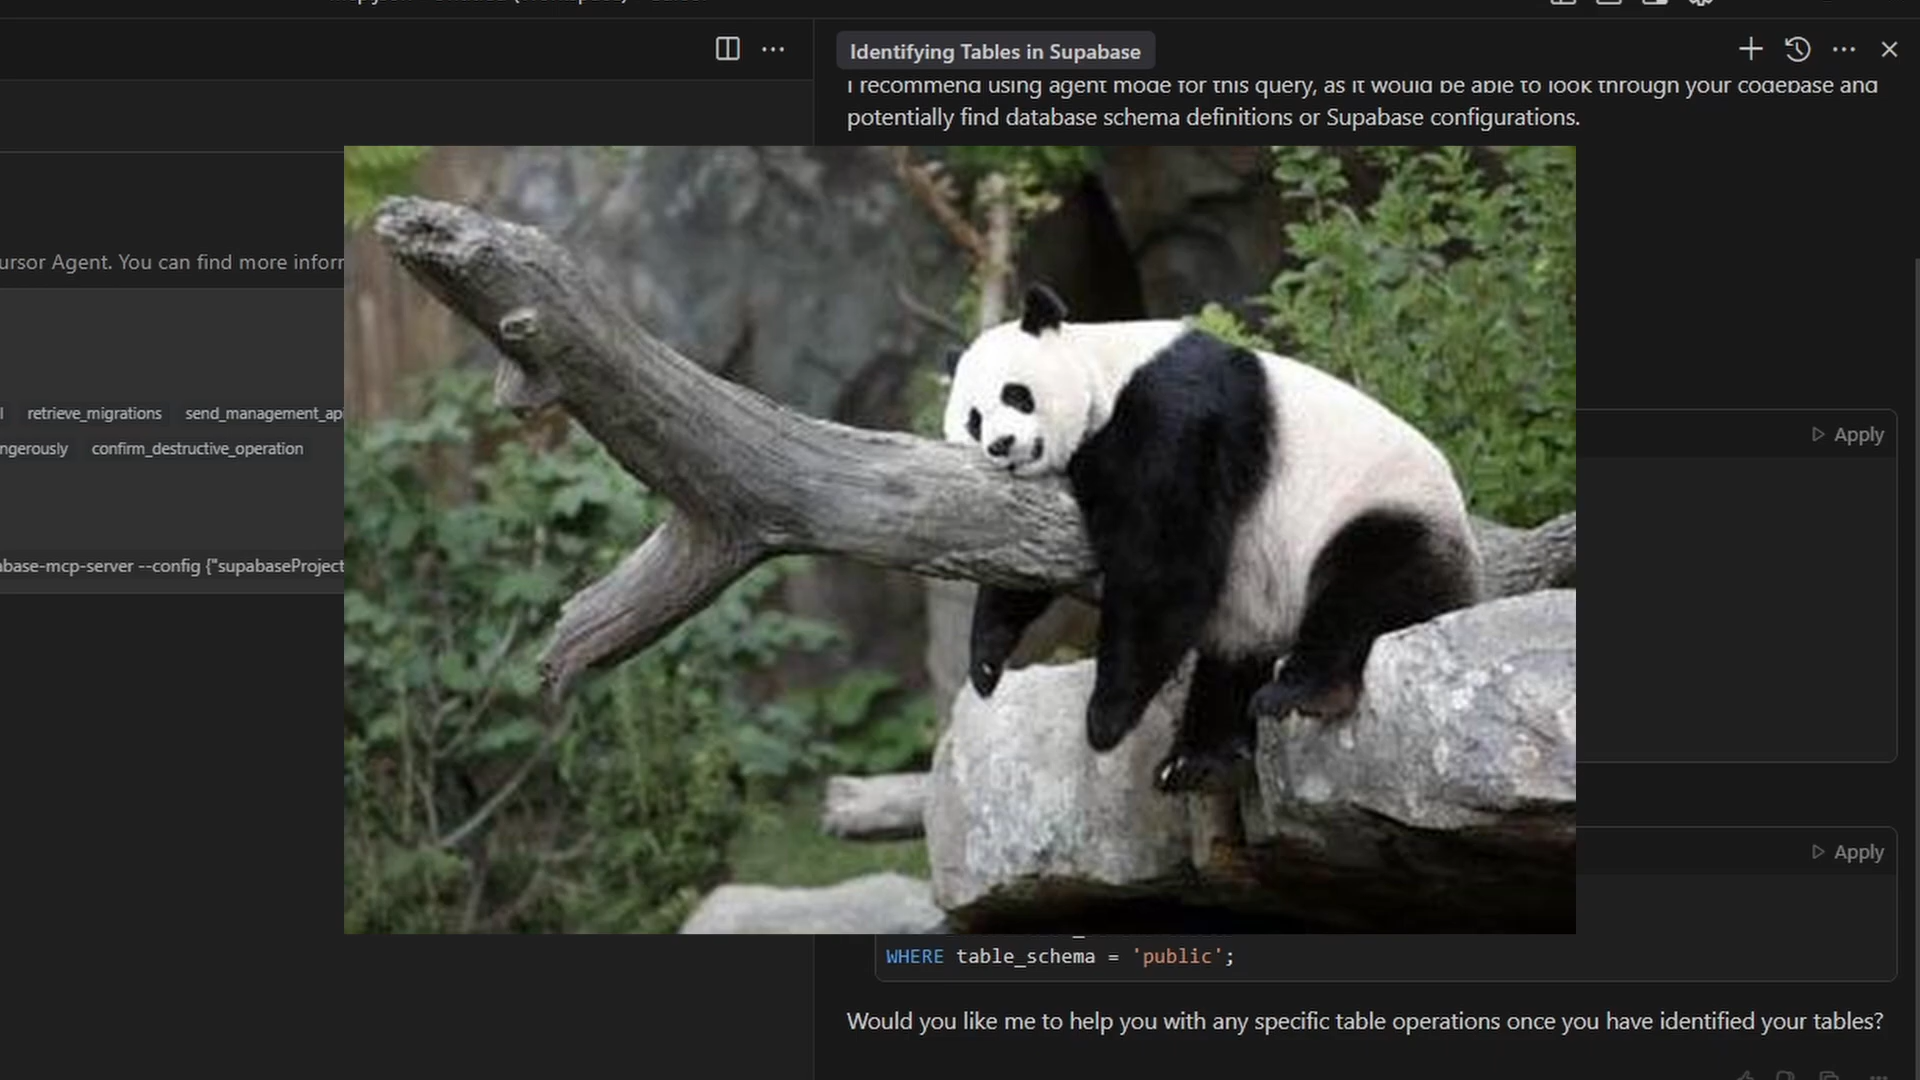 Identifying Tables in Supabase
I recommend using agent mode for this query, as it would be able to look through your codebase and
potentially find database schema definitions or Supabase configurations.
ursor Agent. You can find more inforr
retrieve_migrations send_management_ap
ngerously confirm_destructive_operation
abase-mcp-server --config {"supabaseProject
Apply
Apply
WHERE table_schema = 'public';
Would you like me to help you with any specific table operations once you have identified your tables?